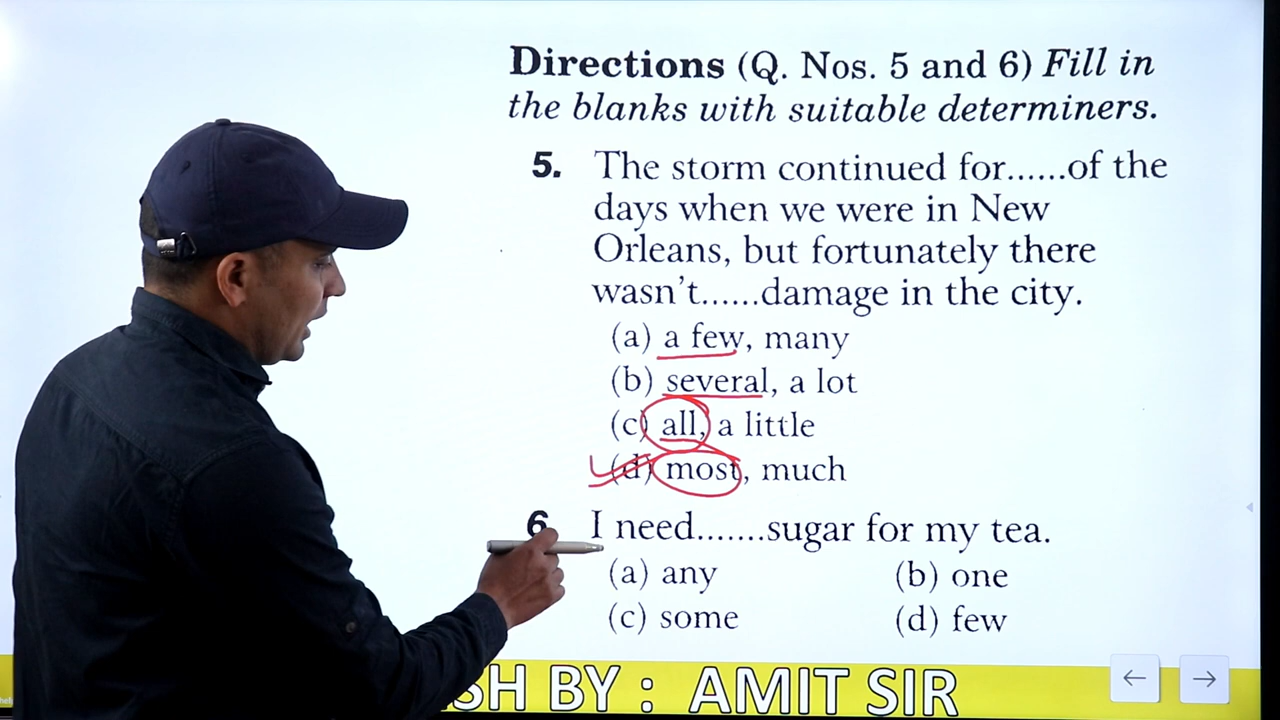 Directions (Q. Nos. 5 and 6) Fill in
the blanks with suitable determiners.
5. The storm continued for......of the
days when we were in New
Orleans, but fortunately there
wasn't......damage in the city.
(a) a few, many
(b) several, a lot
(c) all, a little
(d) most, much
6 I need.......sugar for my tea.
(a) any (b) one
(c) some (d) few
SH BY : AMIT SIR